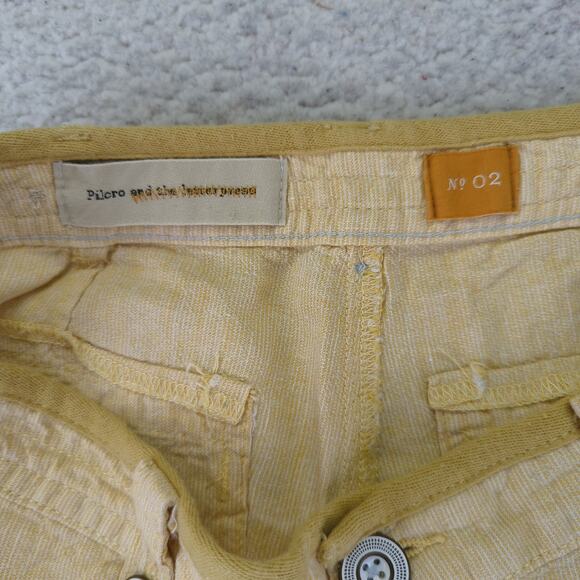 Pilcro and the letterpress
Nº 02